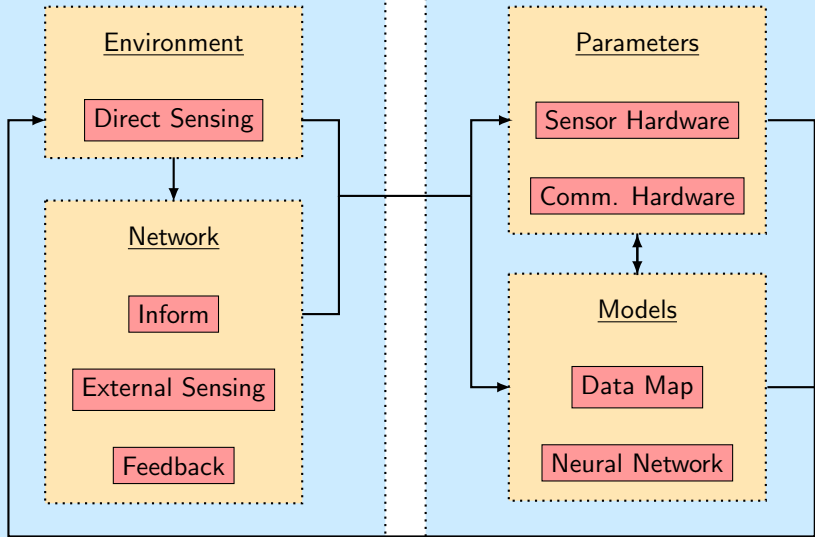 Environment
Direct Sensing
Network
Inform
External Sensing
Feedback
Parameters
Sensor Hardware
Comm. Hardware
Models
Data Map
Neural Network